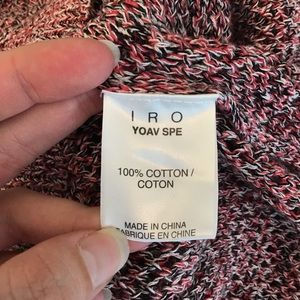 IRO
YOAV SPE
100% COTTON /
COTON
MADE IN CHINA
FABRIQUE EN CHINE